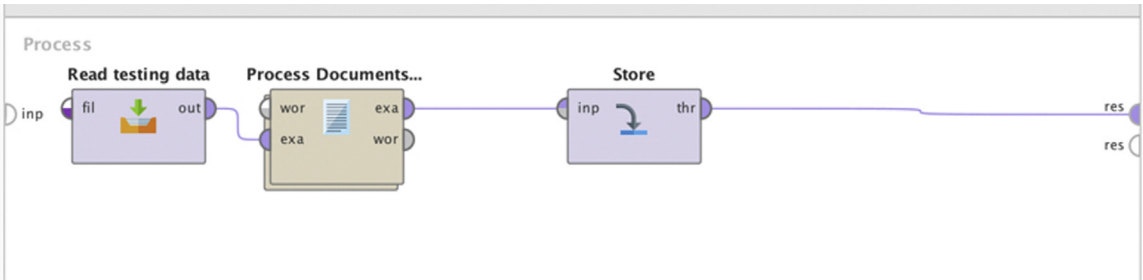 Process
Read testing data
Process Documents...
Store
inp
fil
out
wor
exa
inp
thr
res
exa
wor
res